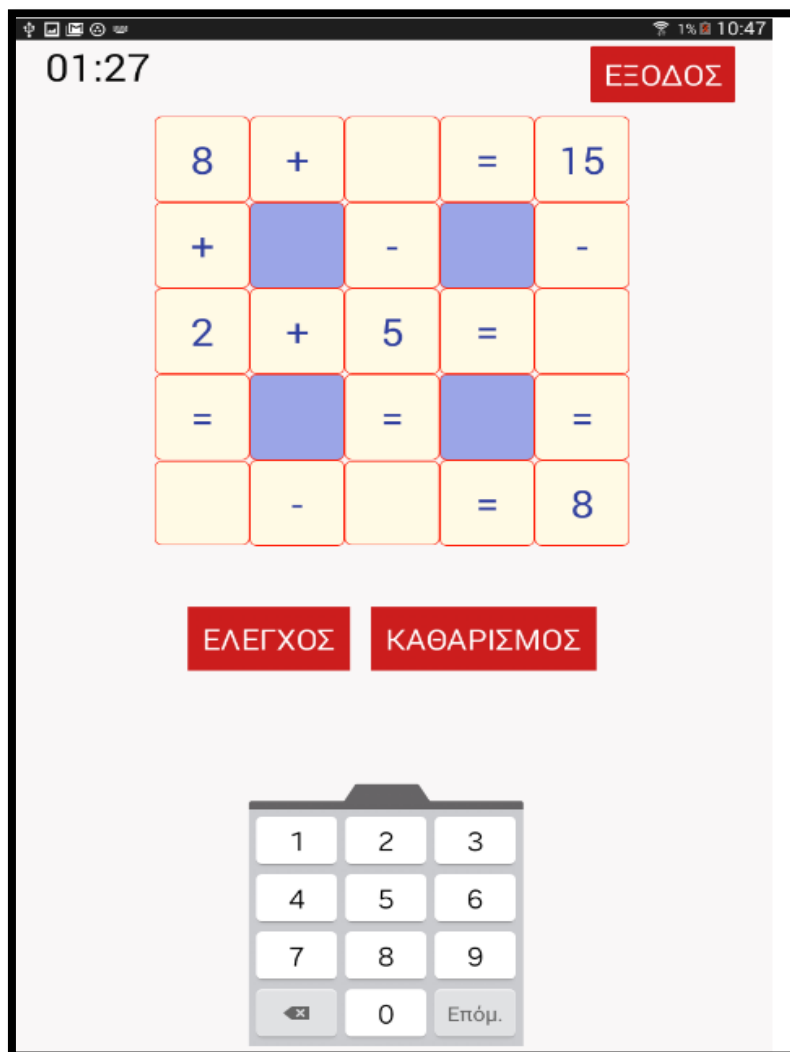 1% 10:47
01:27 ΕΞΟΔΟΣ
8 + = 15
+ - -
2 + 5 =
= = =
- = 8
ΕΛΕΓΧΟΣ ΚΑΘΑΡΙΣΜΟΣ
1 2 3
4 5 6
7 8 9
0 Επόμ.